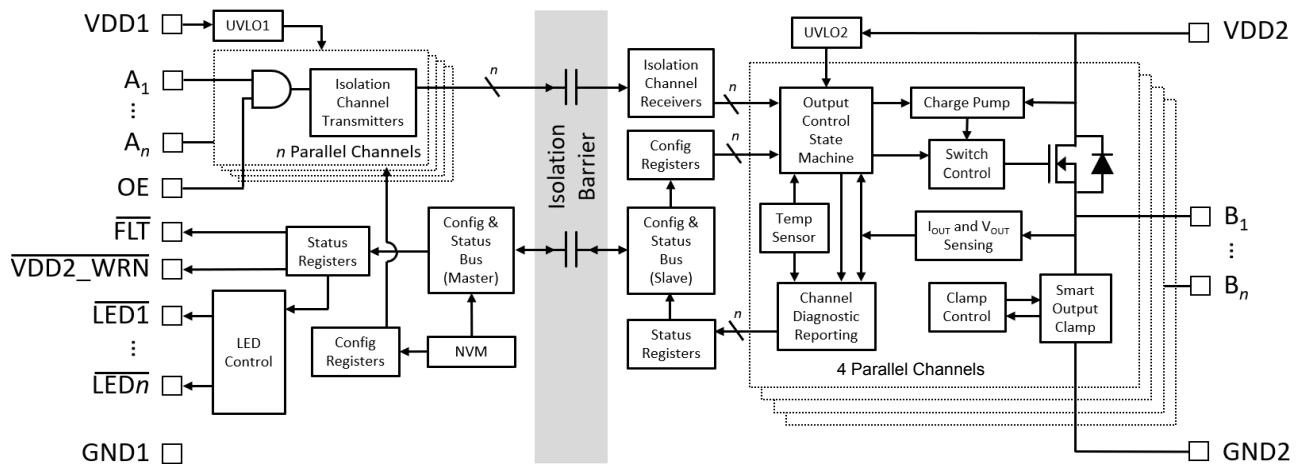 VDD1
UVLO1
A1
⋮
An
OE
Isolation
Channel
Transmitters
n Parallel Channels
n
FLT
VDD2_WRN
LED1
⋮
LEDn
GND1
Status
Registers
LED
Control
Config
Registers
Config &
Status
Bus
(Master)
NVM
Isolation
Barrier
Isolation
Channel
Receivers
n
Config
Registers
n
Config &
Status
Bus
(Slave)
Status
Registers
n
UVLO2
Output
Control
State
Machine
Charge Pump
Switch
Control
Temp
Sensor
IOUT and VOUT
Sensing
Channel
Diagnostic
Reporting
Clamp
Control
Smart
Output
Clamp
4 Parallel Channels
VDD2
B1
⋮
Bn
GND2